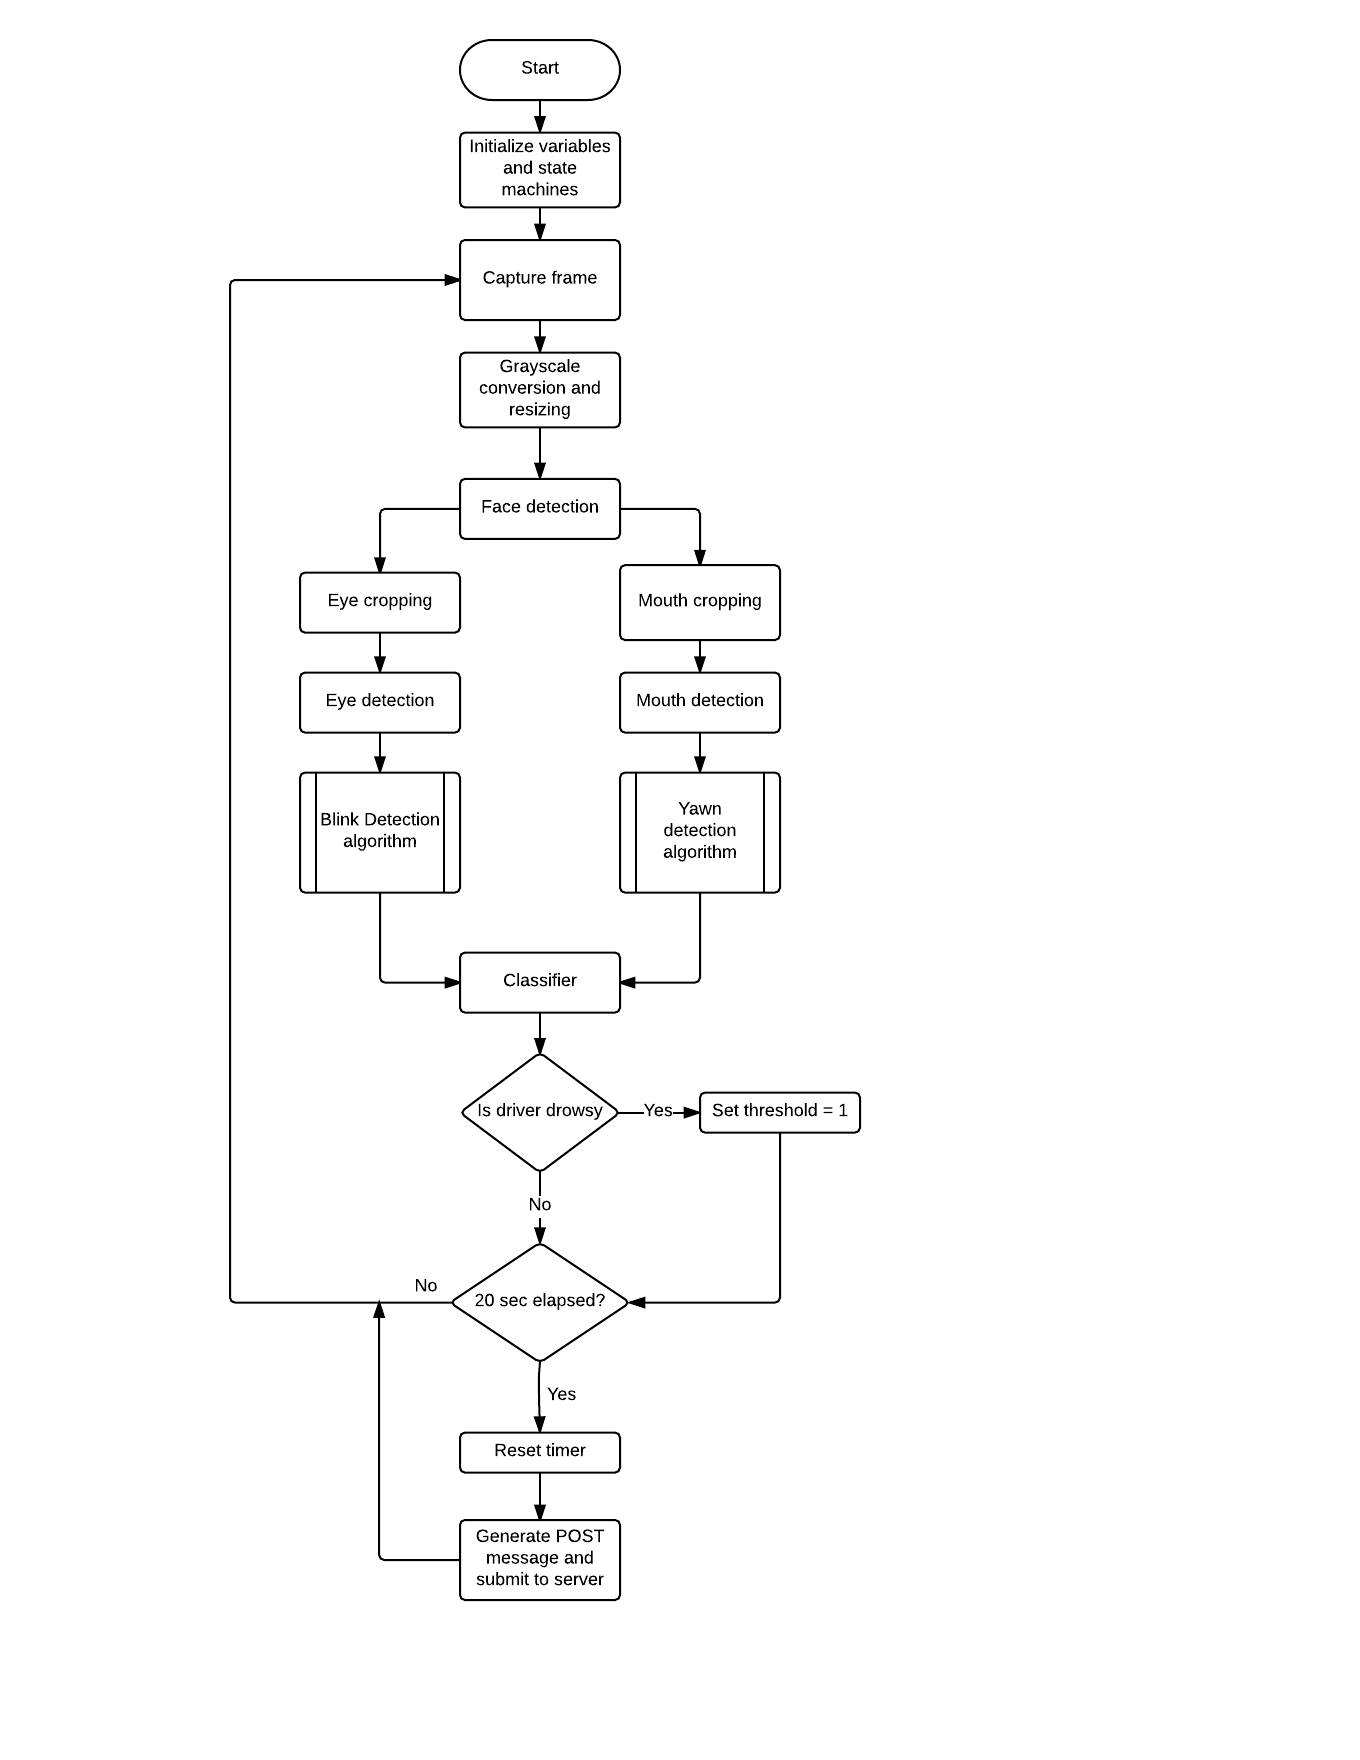 Start
Initialize variables
and state
machines
Capture frame
Grayscale
conversion and
resizing
Face detection
Eye cropping
Mouth cropping
Eye detection
Mouth detection
Blink Detection
algorithm
Yawn
detection
algorithm
Classifier
Is driver drowsy
Yes
Set threshold = 1
No
No
20 sec elapsed?
Yes
Reset timer
Generate POST
message and
submit to server